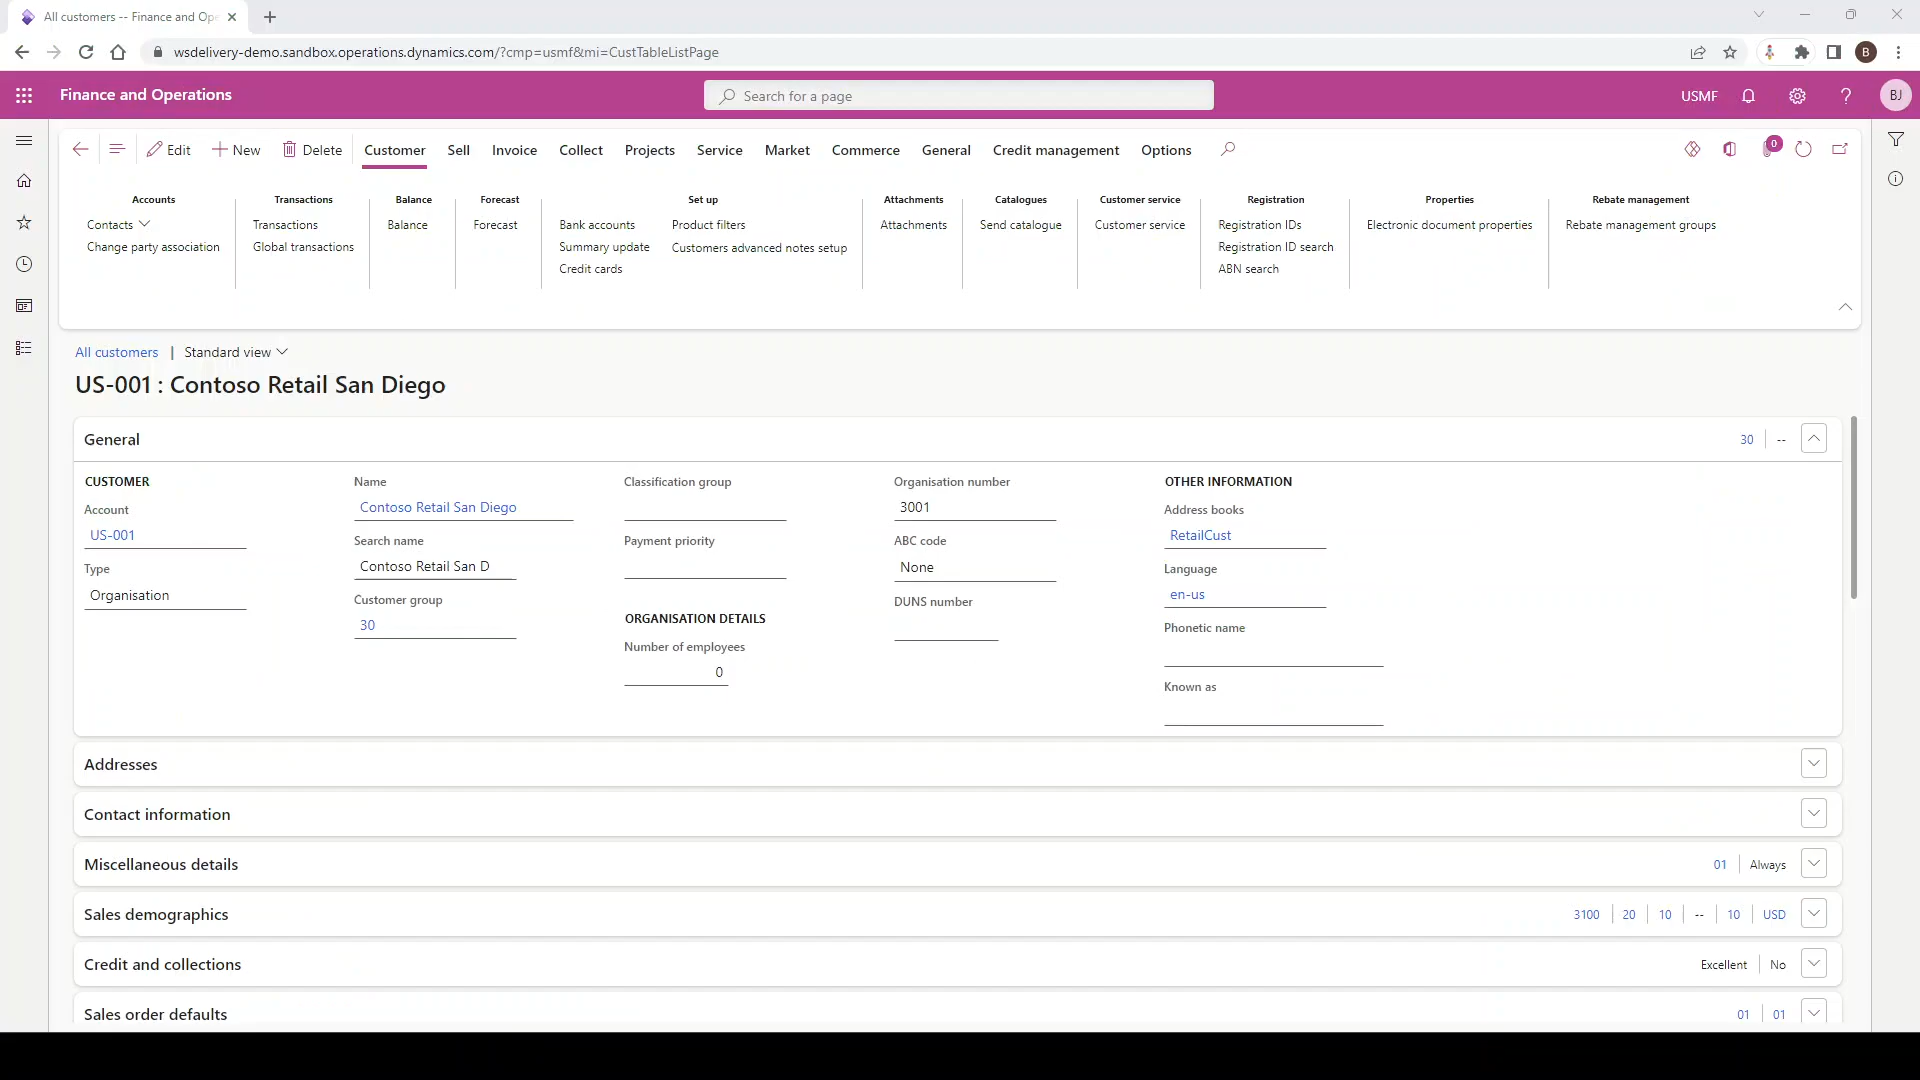 All customers -- Finance and Ope
wsdelivery-demo.sandbox.operations.dynamics.com/?cmp=usmf&mi=CustTableListPage
B
Finance and Operations
Search for a page
USMF
?
BJ
Edit
New
Delete
Customer
Sell
Invoice
Collect
Projects
Service
Market
Commerce
General
Credit management
Options
0
Accounts
Contacts
Change party association
Transactions
Transactions
Global transactions
Balance
Balance
Forecast
Forecast
Set up
Bank accounts
Summary update
Credit cards
Product filters
Customers advanced notes setup
Attachments
Attachments
Catalogues
Send catalogue
Customer service
Customer service
Registration
Registration IDs
Registration ID search
ABN search
Properties
Electronic document properties
Rebate management
Rebate management groups
All customers | Standard view
US-001 : Contoso Retail San Diego
General
30 | --
CUSTOMER
Account
US-001
Type
Organisation
Name
Contoso Retail San Diego
Search name
Contoso Retail San D
Customer group
30
Classification group
Payment priority
ORGANISATION DETAILS
Number of employees
0
Organisation number
3001
ABC code
None
DUNS number
OTHER INFORMATION
Address books
RetailCust
Language
en-us
Phonetic name
Known as
Addresses
Contact information
Miscellaneous details
01 | Always
Sales demographics
3100 | 20 | 10 | -- | 10 | USD
Credit and collections
Excellent | No
Sales order defaults
01 | 01